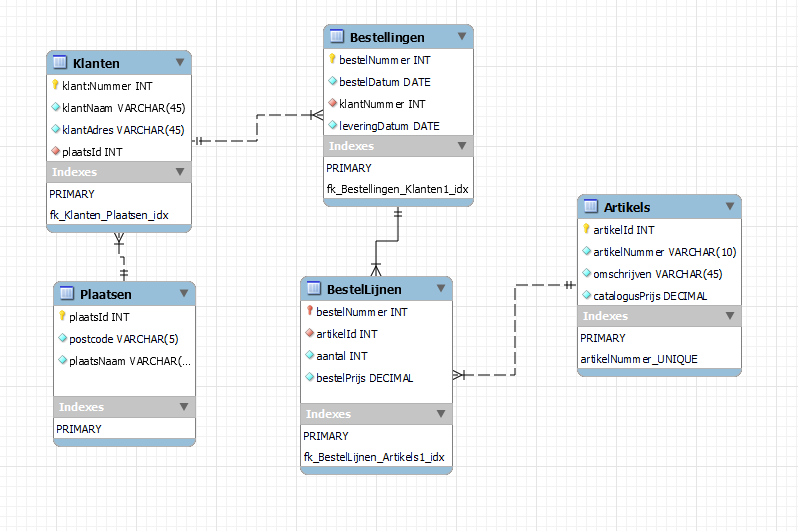 Klanten
klant:Nummer INT
klantNaam VARCHAR(45)
klantAdres VARCHAR(45)
plaatsId INT
Indexes
PRIMARY
fk_Klanten_Plaatsen_idx
Bestellingen
bestelNummer INT
bestelDatum DATE
klantNummer INT
leveringDatum DATE
Indexes
PRIMARY
fk_Bestellingen_Klanten1_idx
Plaatsen
plaatsId INT
postcode VARCHAR(5)
plaatsNaam VARCHAR(...
Indexes
PRIMARY
BestelLijnen
bestelNummer INT
artikelId INT
aantal INT
bestelPrijs DECIMAL
Indexes
PRIMARY
fk_BestelLijnen_Artikels1_idx
Artikels
artikelId INT
artikelNummer VARCHAR(10)
omschrijven VARCHAR(45)
catalogusPrijs DECIMAL
Indexes
PRIMARY
artikelNummer_UNIQUE